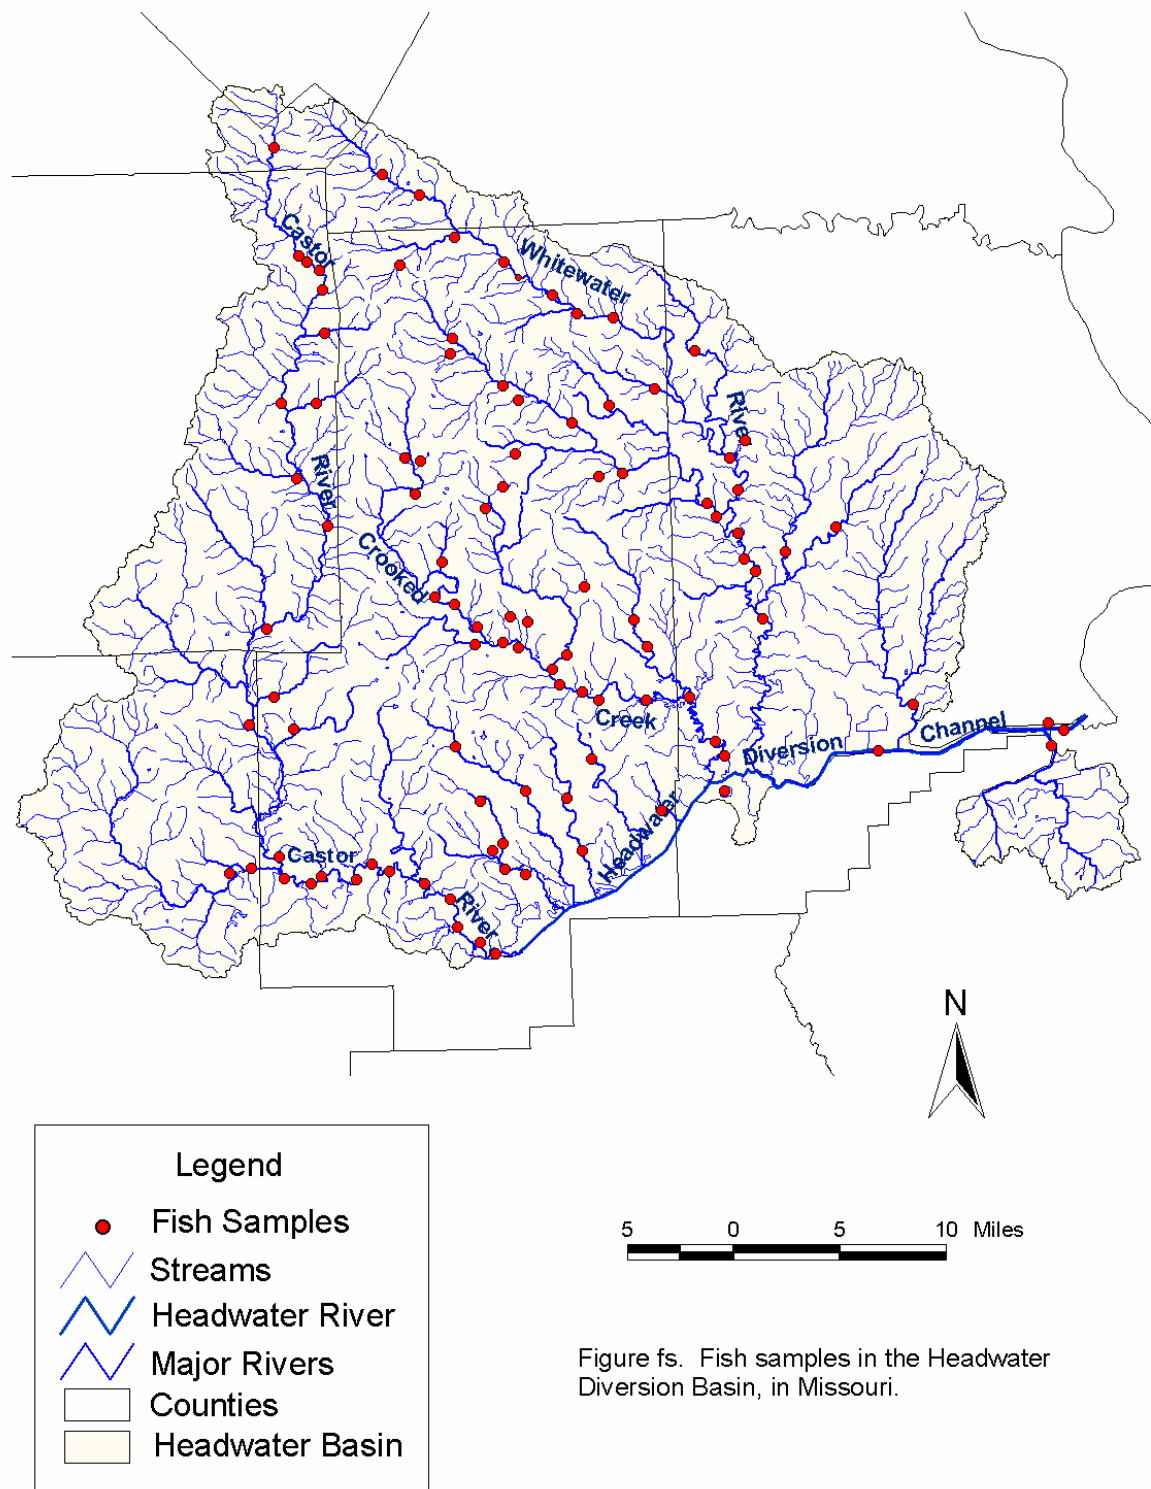 Castor
Whitewater
River
River
Crooked
Creek
Channel
Diversion
Headwater
Castor
River
N
Legend
Fish Samples
Streams
Headwater River
Major Rivers
Counties
Headwater Basin
5 0 5 10 Miles
Figure fs. Fish samples in the Headwater
Diversion Basin, in Missouri.